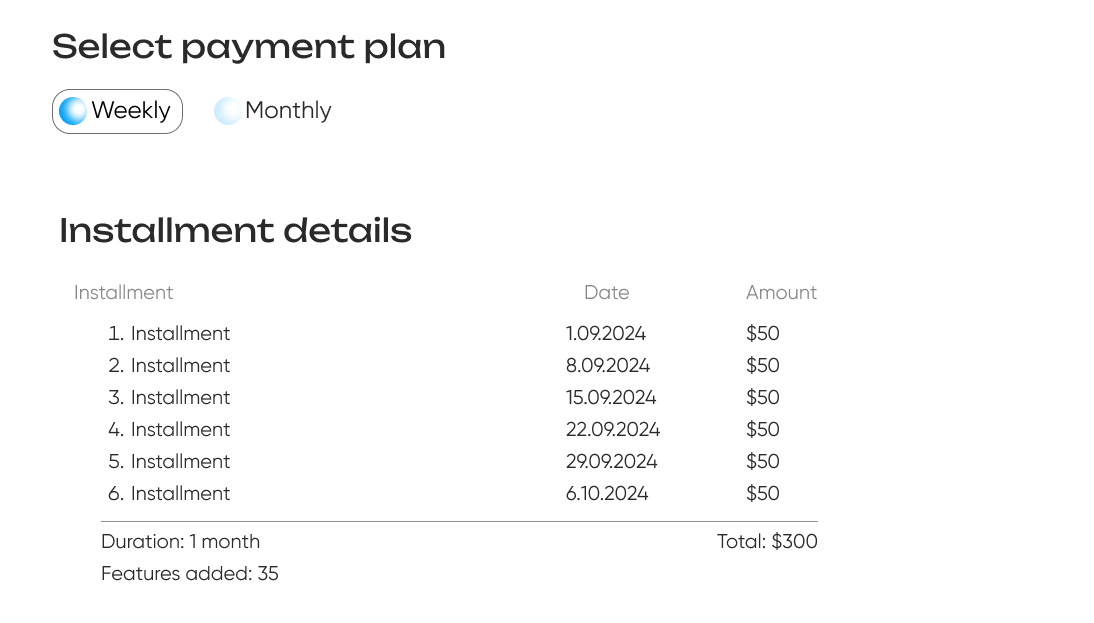 Select payment plan
Weekly Monthly
Installment details
Installment Date Amount
1. Installment 1.09.2024 $50
2. Installment 8.09.2024 $50
3. Installment 15.09.2024 $50
4. Installment 22.09.2024 $50
5. Installment 29.09.2024 $50
6. Installment 6.10.2024 $50
Duration: 1 month Total: $300
Features added: 35